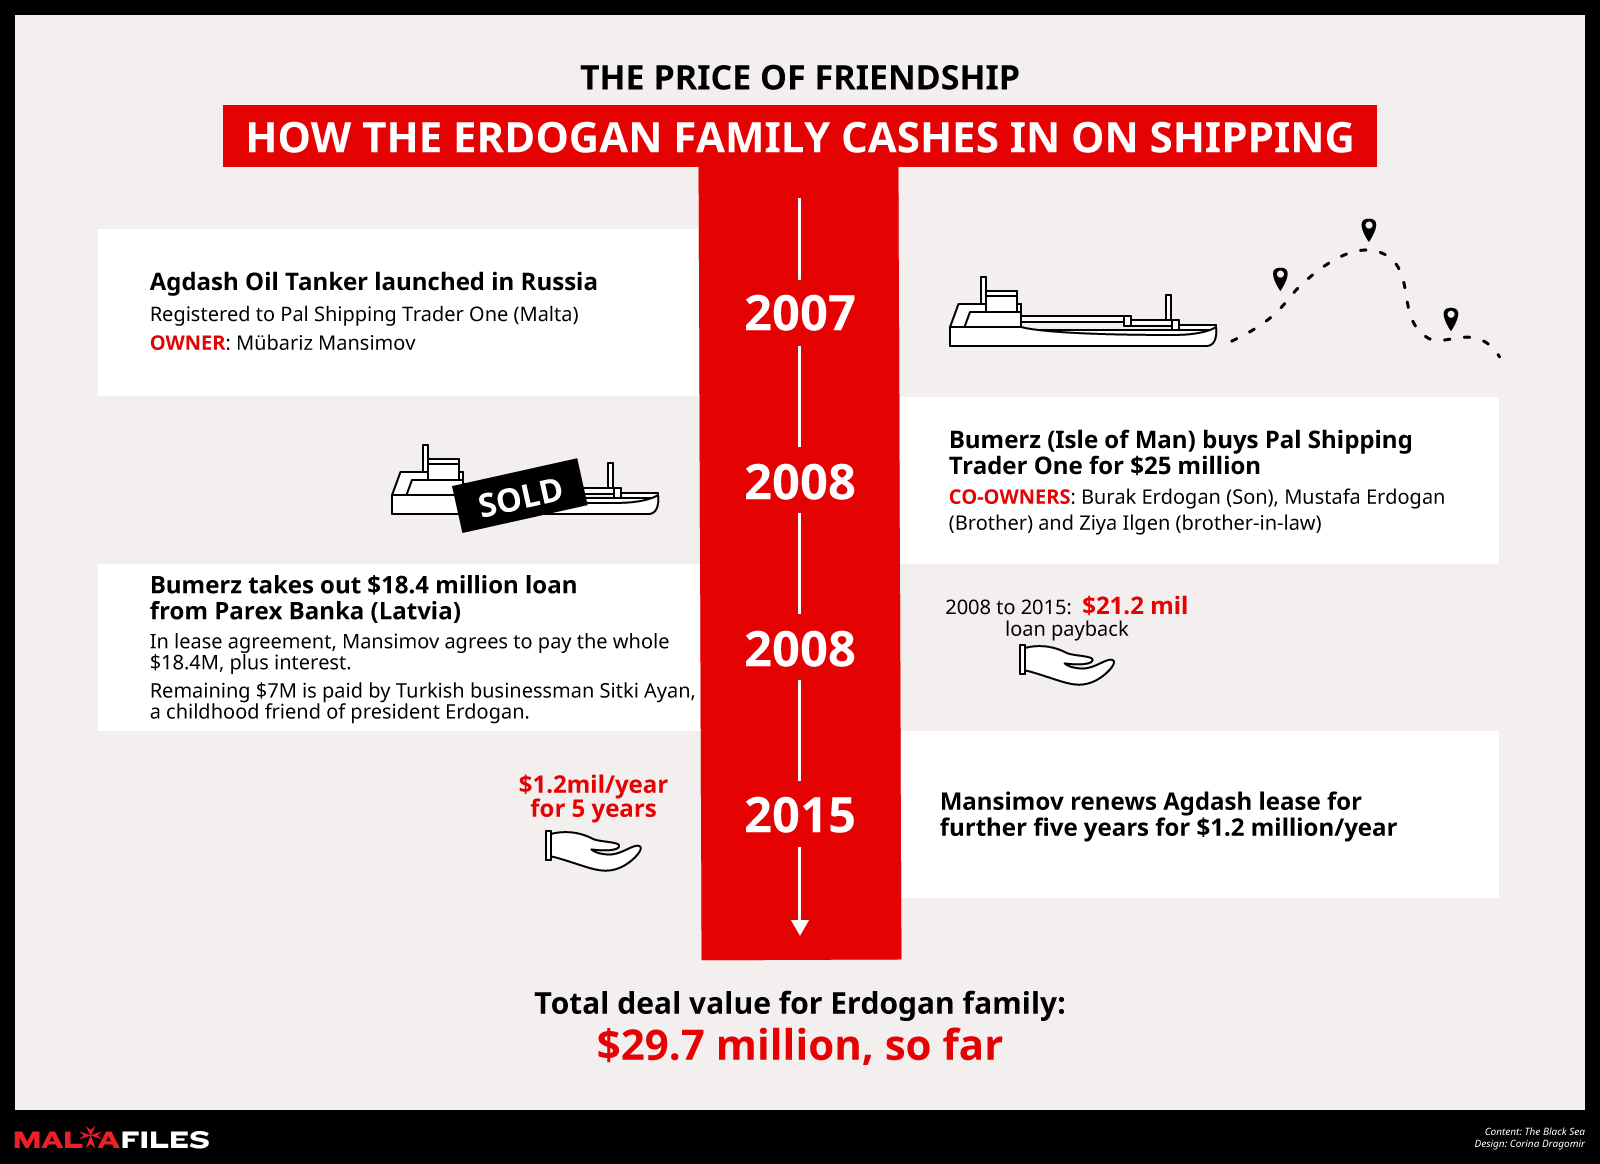 THE PRICE OF FRIENDSHIP
HOW THE ERDOGAN FAMILY CASHES IN ON SHIPPING
2007
Agdash Oil Tanker launched in Russia
Registered to Pal Shipping Trader One (Malta)
OWNER: Mübariz Mansimov
2008
SOLD
Bumerz (Isle of Man) buys Pal Shipping
Trader One for $25 million
CO-OWNERS: Burak Erdogan (Son), Mustafa Erdogan
(Brother) and Ziya Ilgen (brother-in-law)
2008
Bumerz takes out $18.4 million loan
from Parex Banka (Latvia)
In lease agreement, Mansimov agrees to pay the whole
$18.4M, plus interest.
Remaining $7M is paid by Turkish businessman Sitki Ayan,
a childhood friend of president Erdogan.
2008 to 2015: $21.2 mil
loan payback
2015
$1.2mil/year
for 5 years
Mansimov renews Agdash lease for
further five years for $1.2 million/year
Total deal value for Erdogan family:
$29.7 million, so far
MALTAFILES
Content: The Black Sea
Design: Corina Dragomir